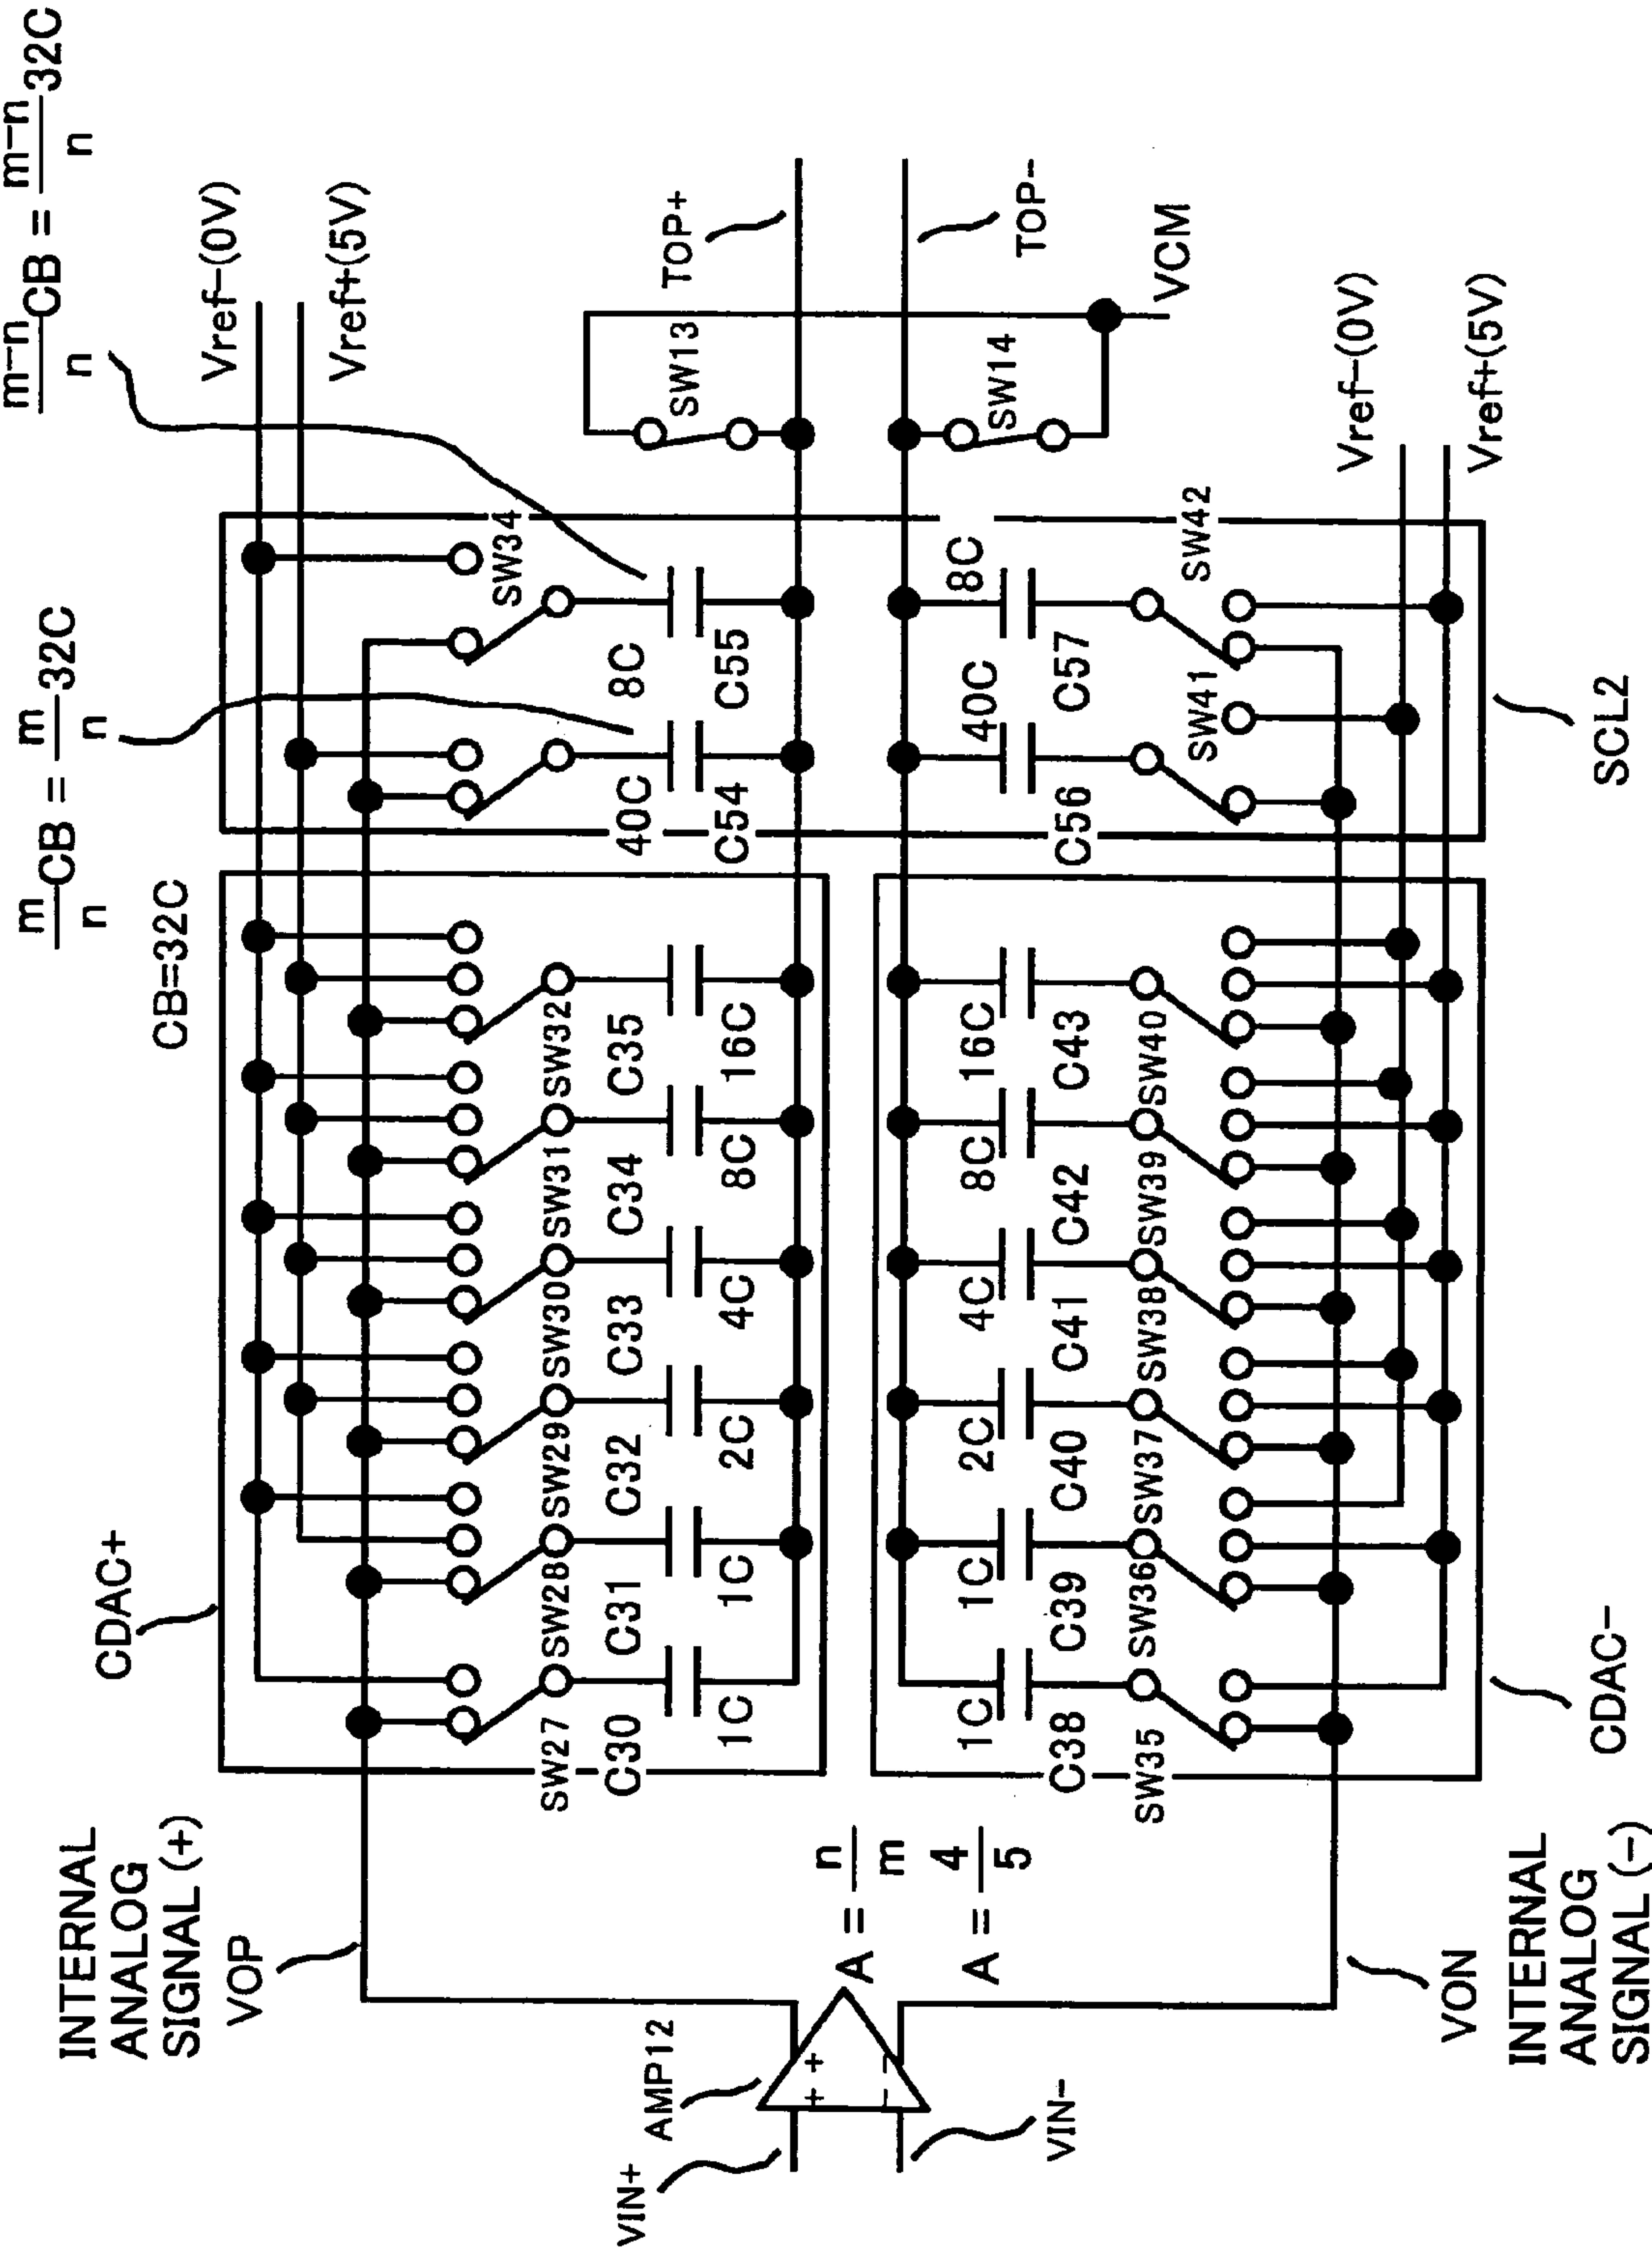 m/n CB = m/n 32C
m-n/n CB = m-n/n 32C
INTERNAL
ANALOG
SIGNAL (+)
VOP
CDAC+
CB=32C
Vref-(0V)
Vref+(5V)
SW27
SW28
SW29
SW30
SW31
SW32
SW34
C30
C31
C32
C33
C34
C35
40C
8C
1C
1C
2C
4C
8C
16C
C54
C55
SW13
TOP+
VIN+
AMP12
+ +
- -
VIN-
A = n/m
A = 4/5
1C
1C
2C
4C
8C
16C
40C
8C
SW14
TOP-
C38
C39
C40
C41
C42
C43
C56
C57
VCM
SW35
SW36
SW37
SW38
SW39
SW40
SW41
SW42
Vref-(0V)
Vref+(5V)
VON
INTERNAL
ANALOG
SIGNAL (-)
CDAC-
SCL2